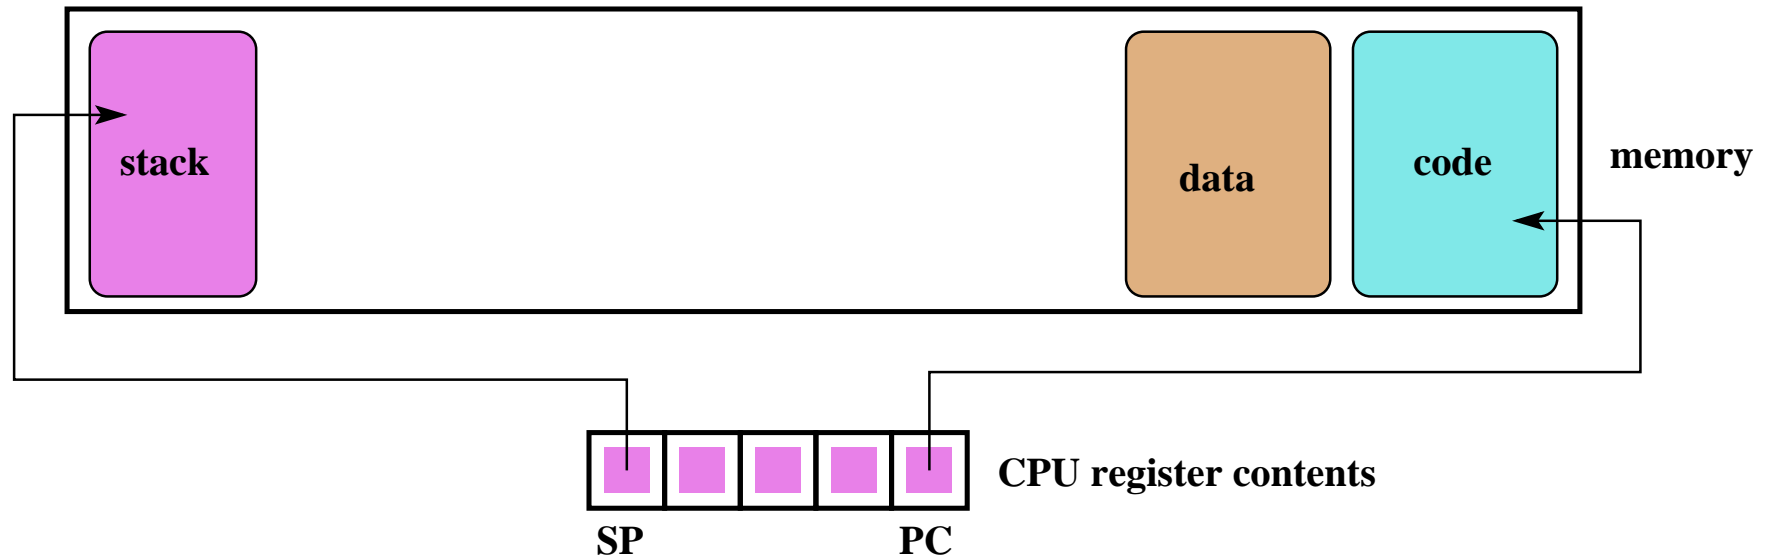 stack
data
code
memory
CPU register contents
SP
PC